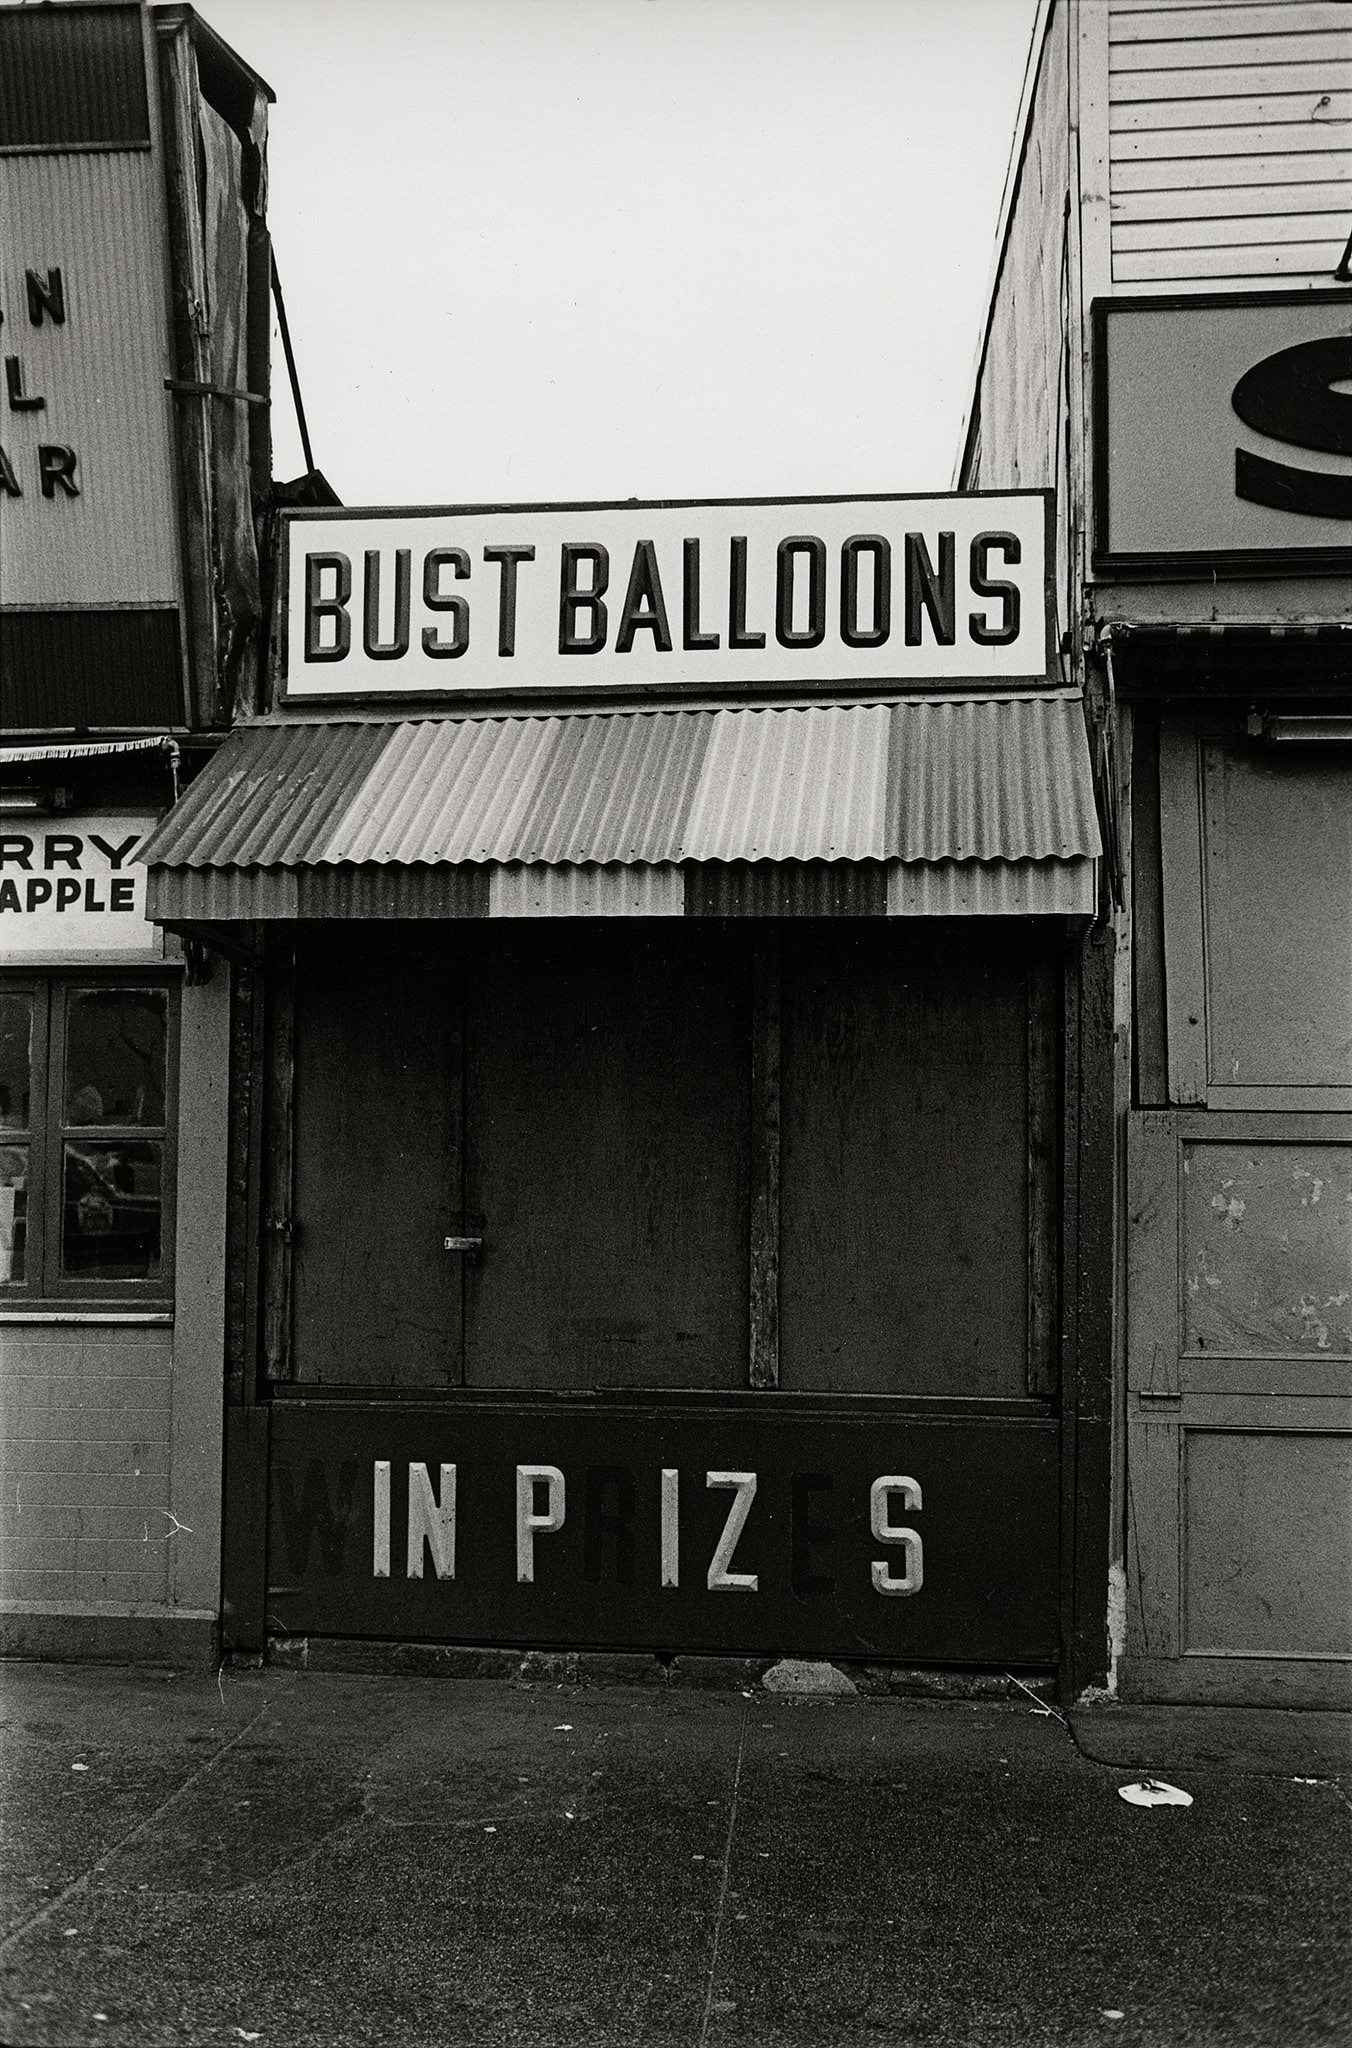 N
L
AR
BUST BALLOONS
S
RRY
APPLE
WIN PRIZES